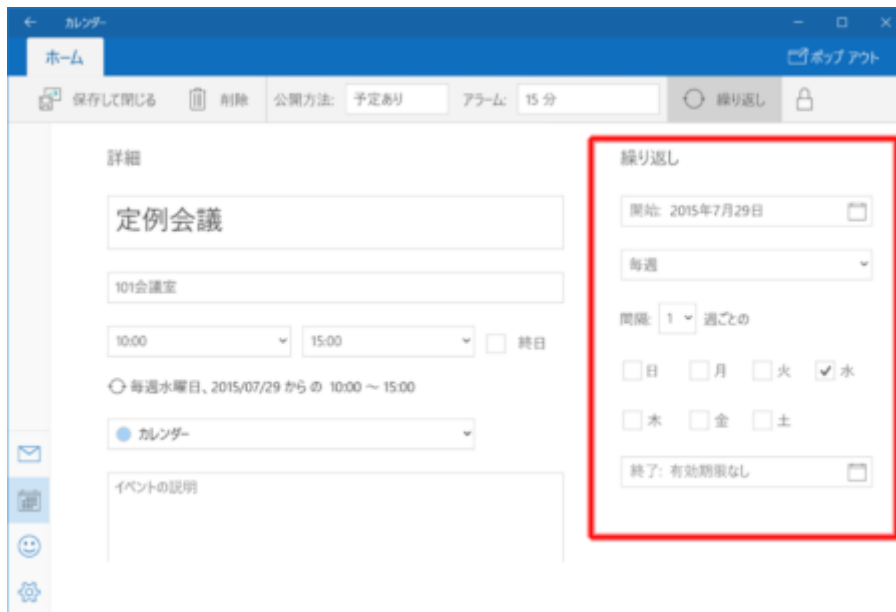 カレンダー
ホーム
ポップ アウト
保存して閉じる 削除 公開方法: 予定あり アラーム: 15 分 繰り返し
詳細
定例会議
101会議室
10:00 15:00 終日
毎週水曜日、2015/07/29 からの 10:00 ～ 15:00
カレンダー
イベントの説明
繰り返し
開始: 2015年7月29日
毎週
間隔: 1 週ごとの
日 月 火 水
木 金 土
終了: 有効期限なし